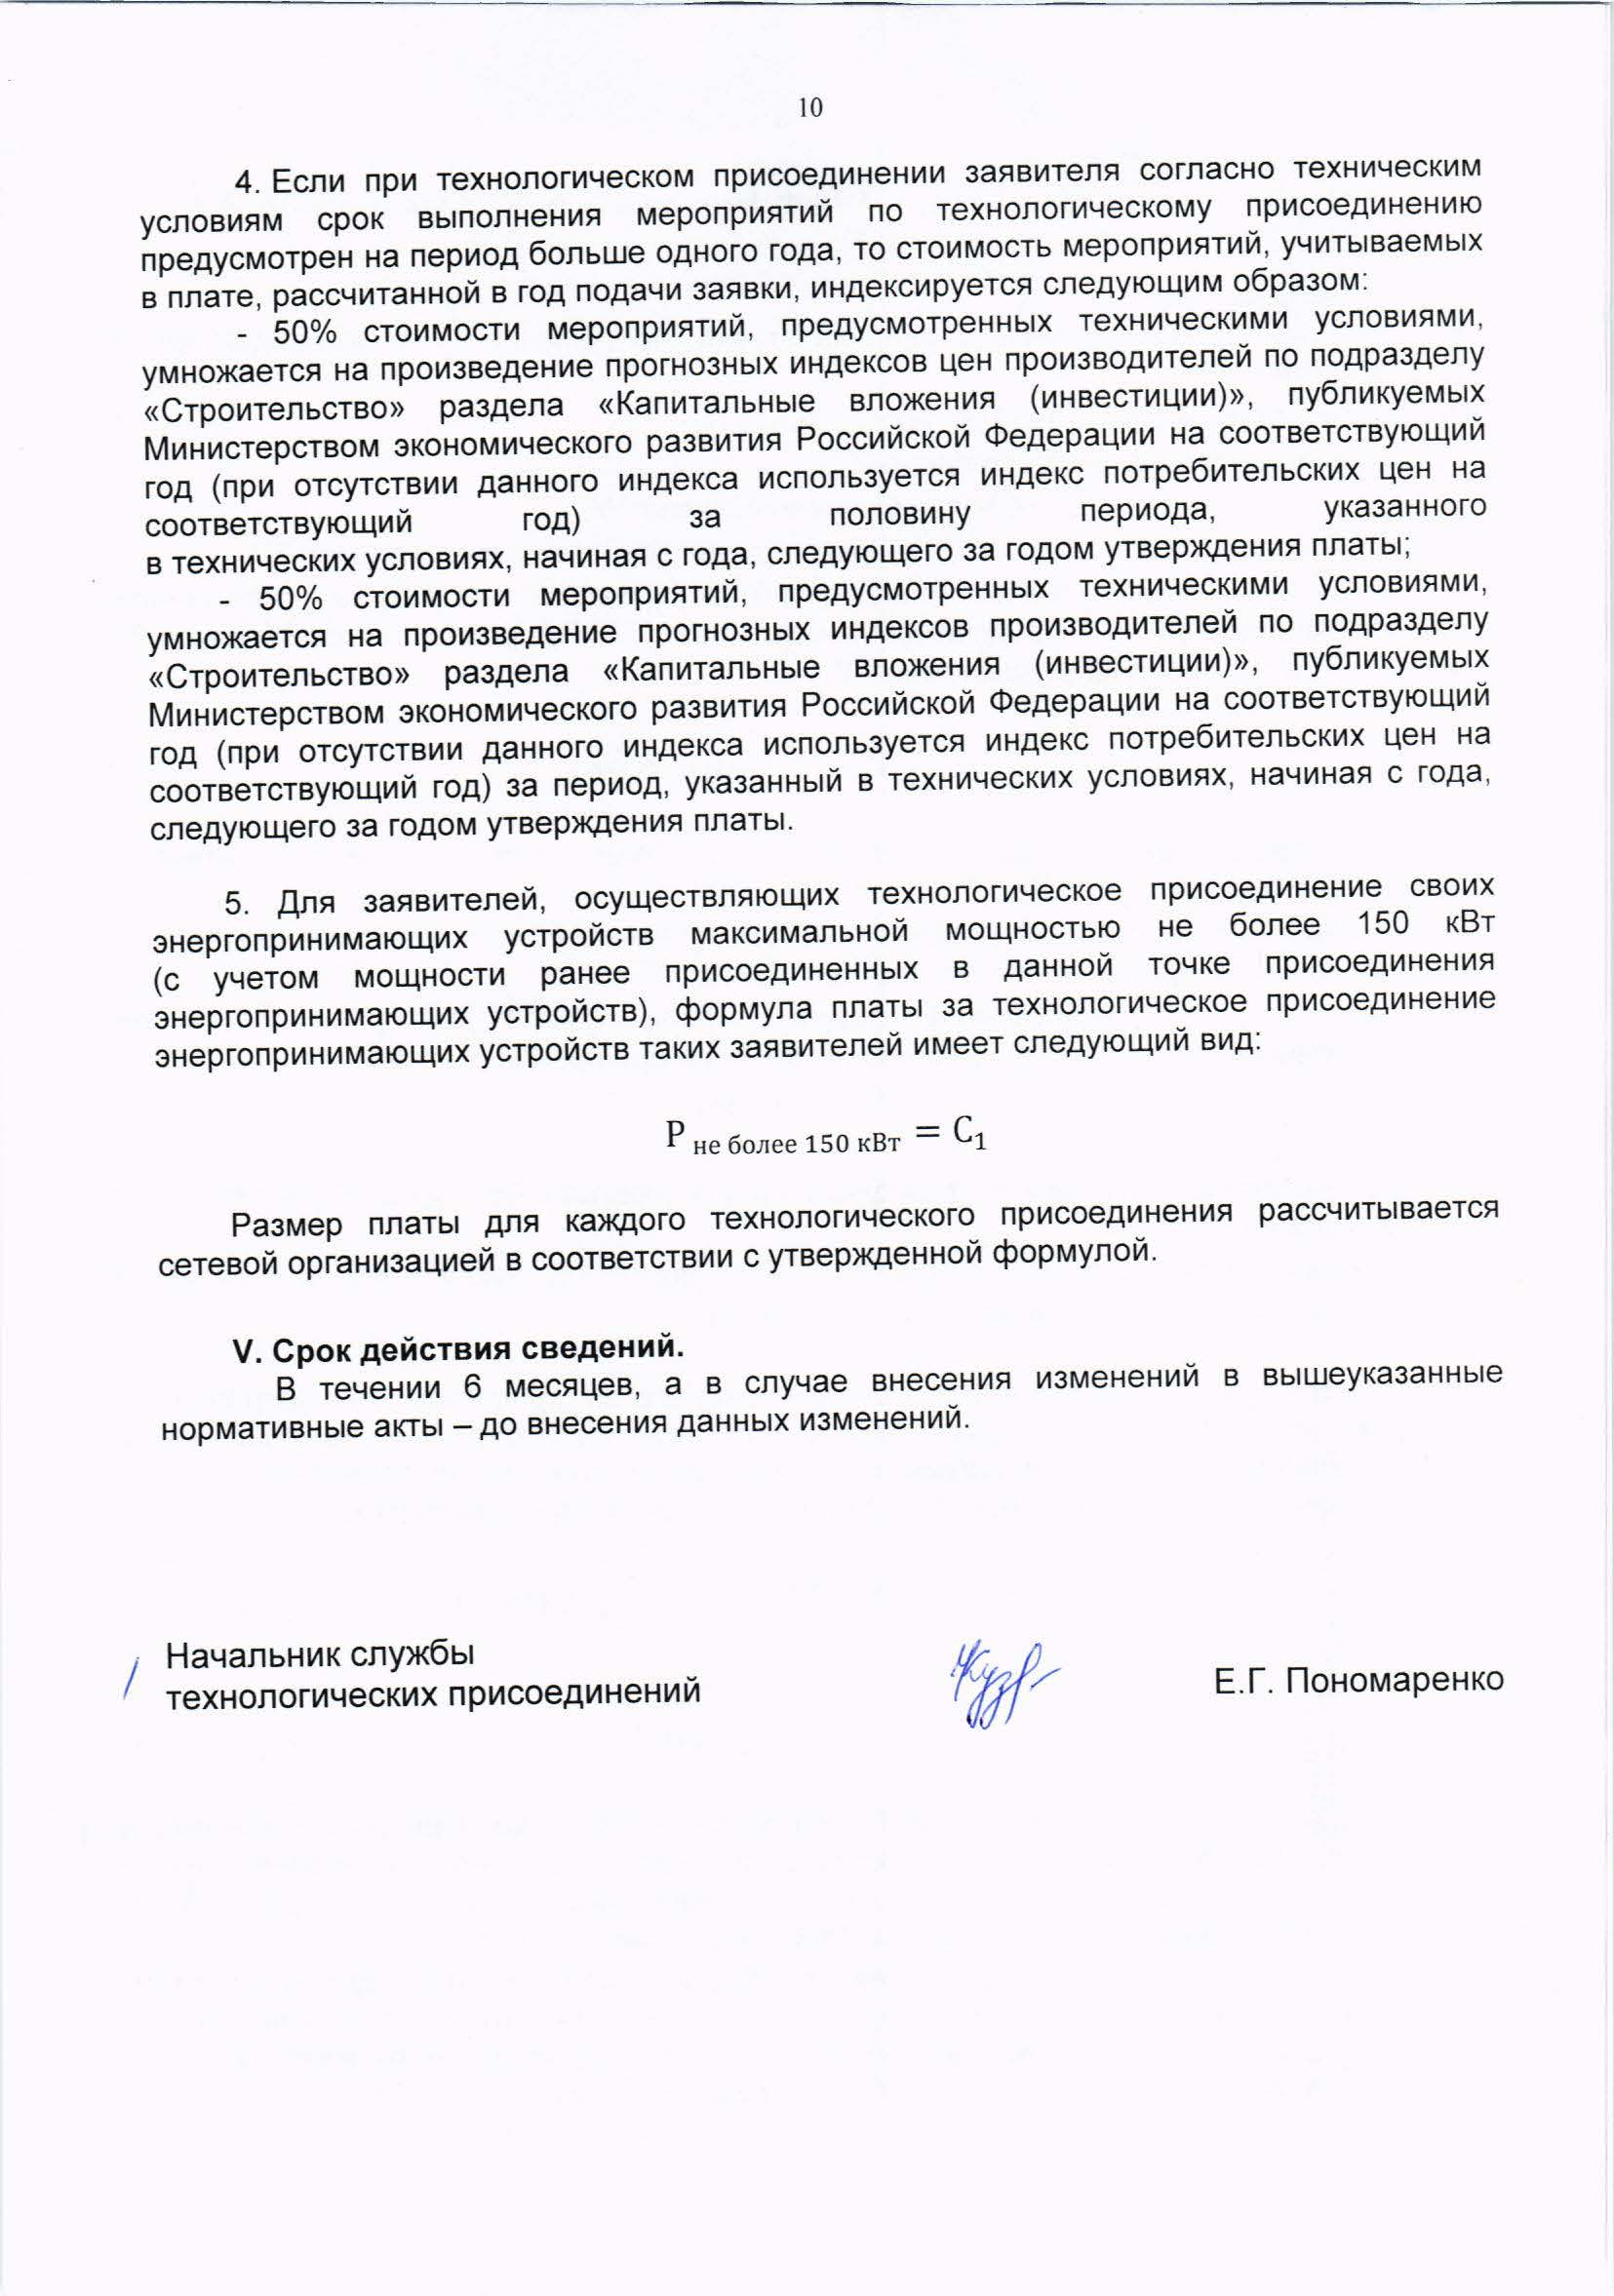 10
4. Если при технологическом присоединении заявителя согласно техническим
условиям срок выполнения мероприятий по технологическому присоединению
предусмотрен на период больше одного года, то стоимость мероприятий, учитываемых
в плате, рассчитанной в год подачи заявки, индексируется следующим образом:
- 50% стоимости мероприятий, предусмотренных техническими условиями,
умножается на произведение прогнозных индексов цен производителей по подразделу
«Строительство» раздела «Капитальные вложения (инвестиции)», публикуемых
Министерством экономического развития Российской Федерации на соответствующий
год (при отсутствии данного индекса используется индекс потребительских цен на
соответствующий год) за половину периода, указанного
в технических условиях, начиная с года, следующего за годом утверждения платы;
- 50% стоимости мероприятий, предусмотренных техническими условиями,
умножается на произведение прогнозных индексов производителей по подразделу
«Строительство» раздела «Капитальные вложения (инвестиции)», публикуемых
Министерством экономического развития Российской Федерации на соответствующий
год (при отсутствии данного индекса используется индекс потребительских цен на
соответствующий год) за период, указанный в технических условиях, начиная с года,
следующего за годом утверждения платы.
5. Для заявителей, осуществляющих технологическое присоединение своих
энергопринимающих устройств максимальной мощностью не более 150 кВт
(с учетом мощности ранее присоединенных в данной точке присоединения
энергопринимающих устройств), формула платы за технологическое присоединение
энергопринимающих устройств таких заявителей имеет следующий вид:
P не более 150 кВт = C1
Размер платы для каждого технологического присоединения рассчитывается
сетевой организацией в соответствии с утвержденной формулой.
V. Срок действия сведений.
В течении 6 месяцев, а в случае внесения изменений в вышеуказанные
нормативные акты – до внесения данных изменений.
Начальник службы
технологических присоединений Е.Г. Пономаренко